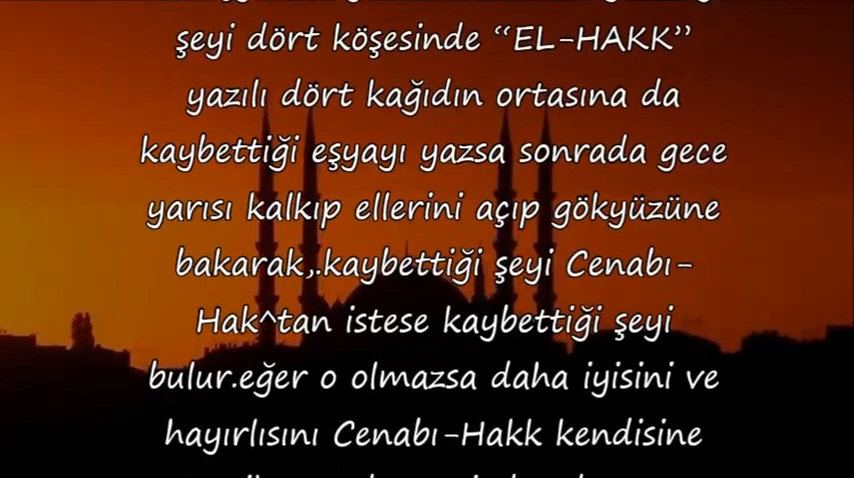 şeyi dört köşesinde “EL-HAKK”
yazılı dört kağıdın ortasına da
kaybettiği eşyayı yazsa sonrada gece
yarısı kalkıp ellerini açıp gökyüzüne
bakarak,.kaybettiği şeyi Cenabı-
Hak^tan istese kaybettiği şeyi
bulur.eğer o olmazsa daha iyisini ve
hayırlısını Cenabı-Hakk kendisine